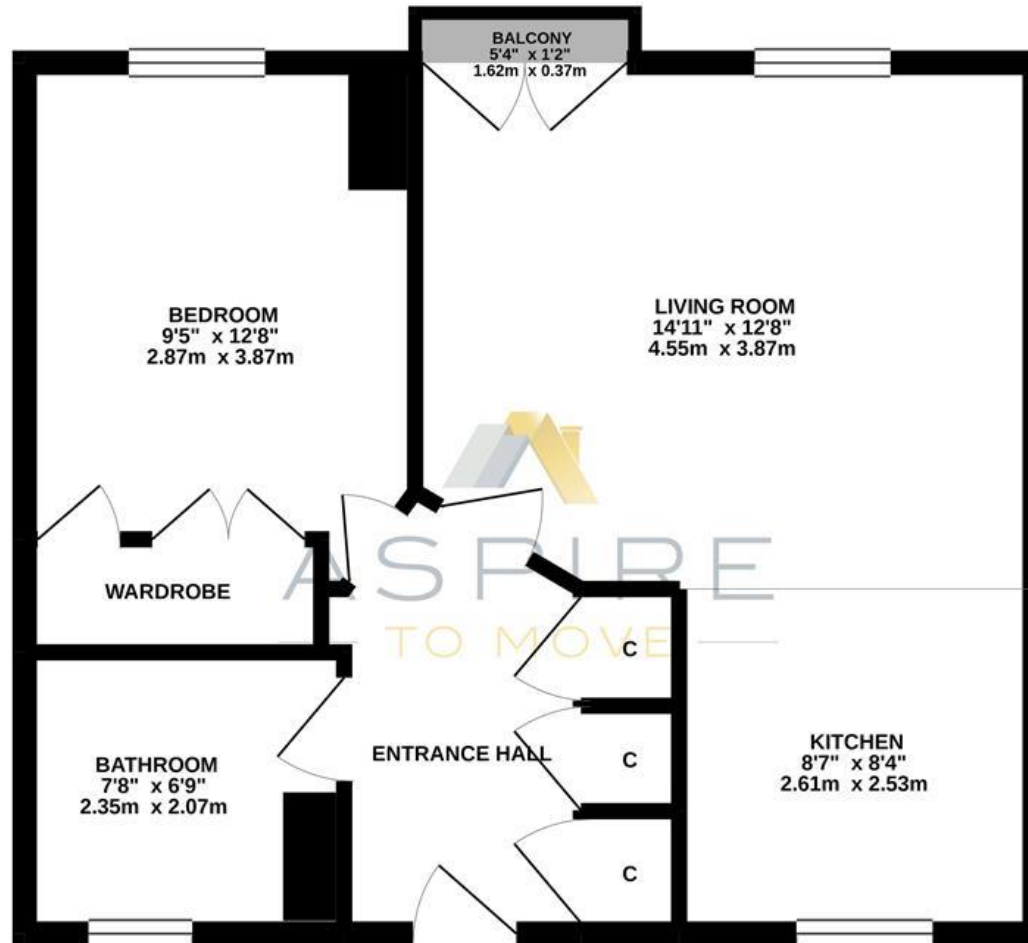 BALCONY
5'4" x 1'2"
1.62m x 0.37m
BEDROOM
9'5" x 12'8"
2.87m x 3.87m
LIVING ROOM
14'11" x 12'8"
4.55m x 3.87m
WARDROBE
ASPIRE
TO MOVE
C
C
C
ENTRANCE HALL
BATHROOM
7'8" x 6'9"
2.35m x 2.07m
KITCHEN
8'7" x 8'4"
2.61m x 2.53m